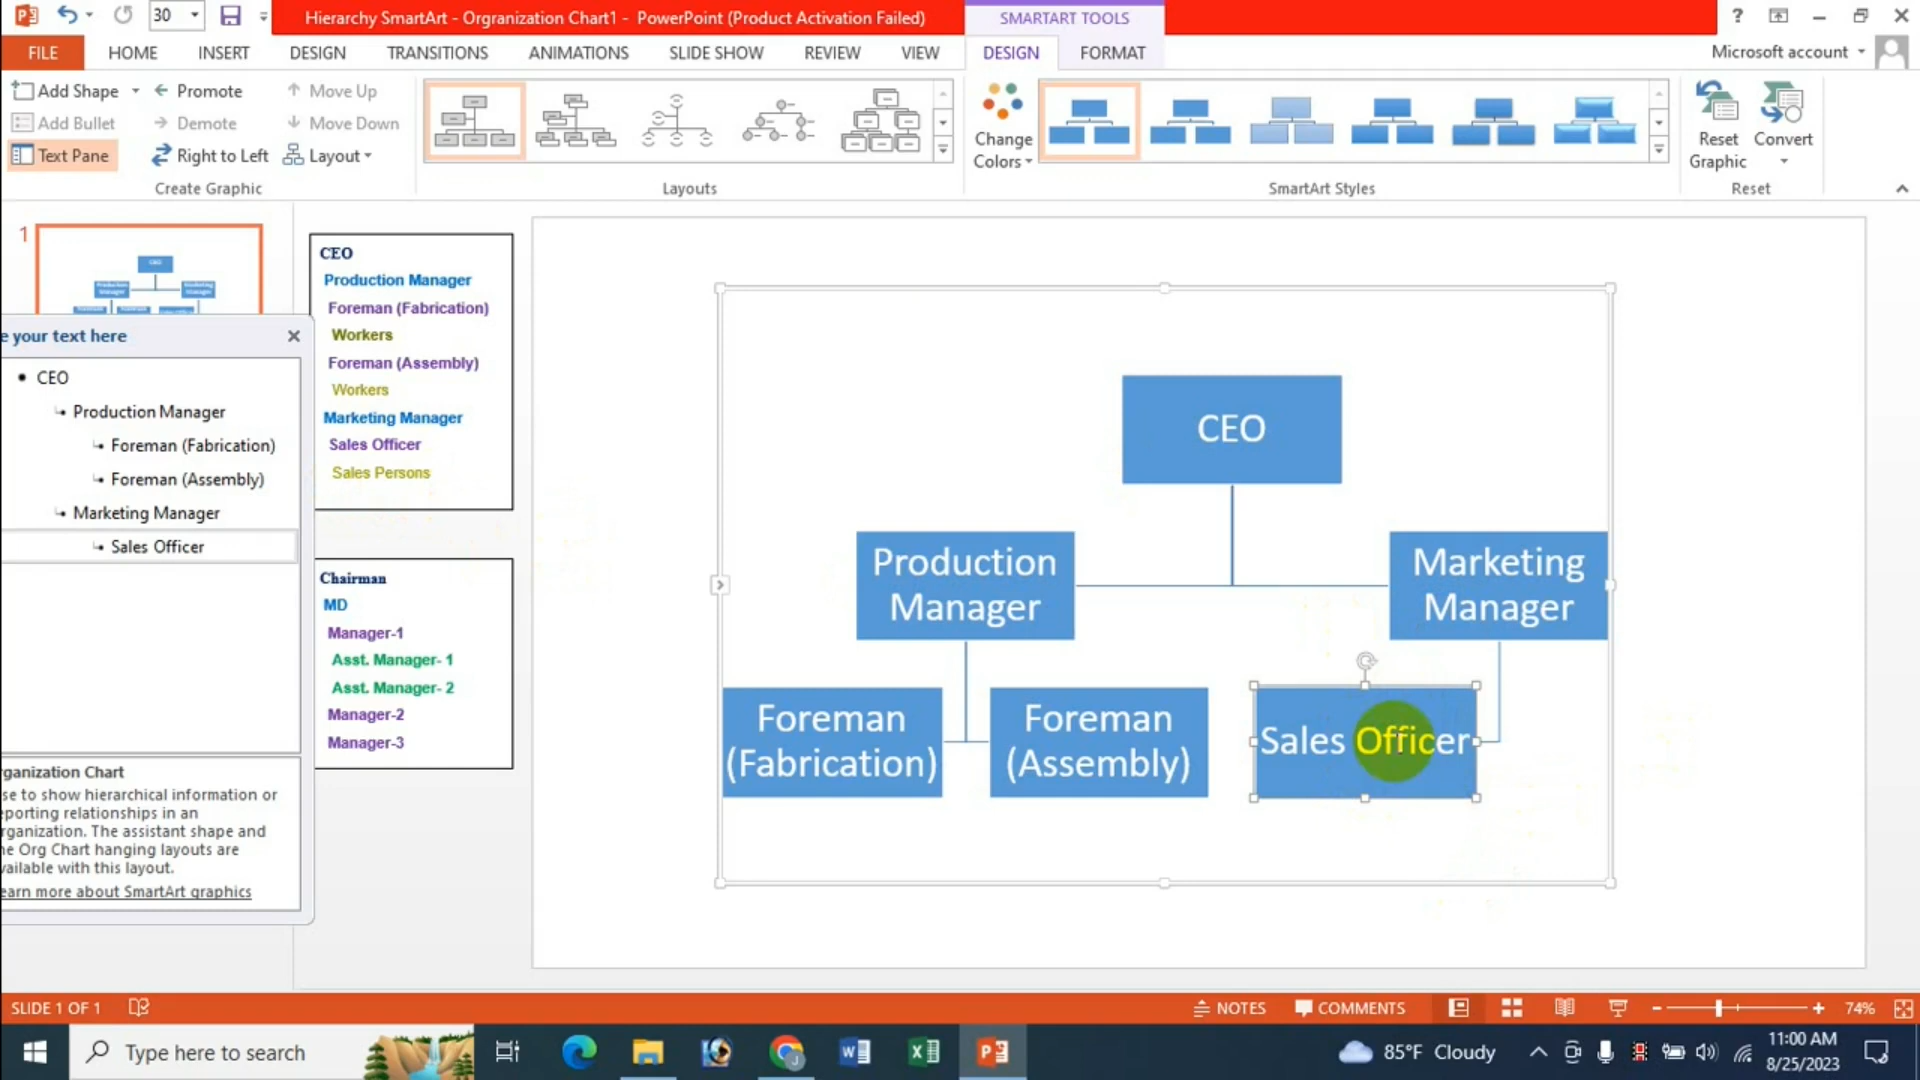 30
Hierarchy SmartArt - Orgranization Chart1 - PowerPoint (Product Activation Failed)
SMARTART TOOLS
?
FILE
HOME
INSERT
DESIGN
TRANSITIONS
ANIMATIONS
SLIDE SHOW
REVIEW
VIEW
DESIGN
FORMAT
Microsoft account
Add Shape
Promote
Move Up
Add Bullet
Demote
Move Down
Text Pane
Right to Left
Layout
Create Graphic
Layouts
Change
Colors
SmartArt Styles
Reset
Graphic
Convert
Reset
1
e your text here
CEO
Production Manager
Foreman (Fabrication)
Foreman (Assembly)
Marketing Manager
Sales Officer
rganization Chart
se to show hierarchical information or
eporting relationships in an
rganization. The assistant shape and
he Org Chart hanging layouts are
vailable with this layout.
earn more about SmartArt graphics
CEO
Production Manager
Foreman (Fabrication)
Workers
Foreman (Assembly)
Workers
Marketing Manager
Sales Officer
Sales Persons
Chairman
MD
Manager-1
Asst. Manager- 1
Asst. Manager- 2
Manager-2
Manager-3
CEO
Production
Manager
Marketing
Manager
Foreman
(Fabrication)
Foreman
(Assembly)
Sales Officer
SLIDE 1 OF 1
NOTES
COMMENTS
74%
Type here to search
85°F Cloudy
11:00 AM
8/25/2023